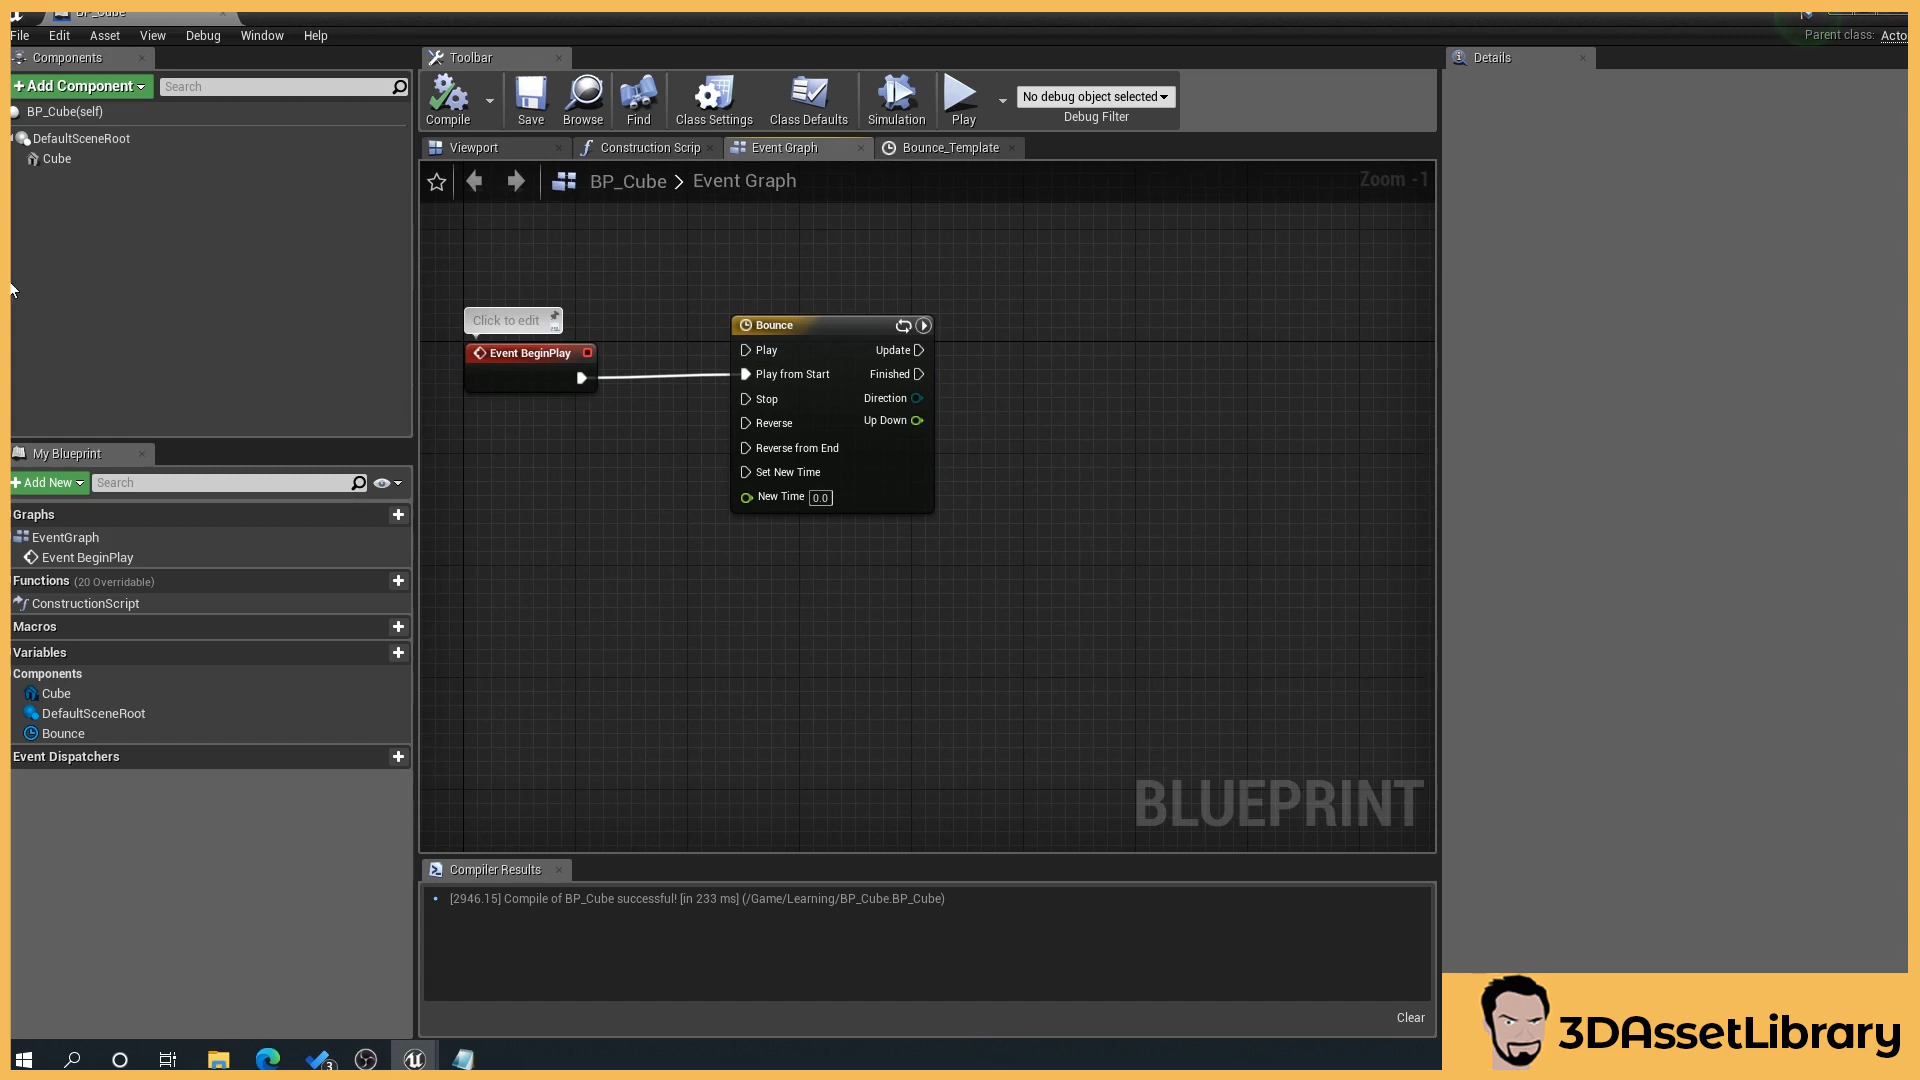 BP_Cube
File Edit Asset View Debug Window Help
Parent class: Acto
Components
Add Component
Search
BP_Cube(self)
DefaultSceneRoot
Cube
Toolbar
Compile
Save
Browse
Find
Class Settings
Class Defaults
Simulation
Play
No debug object selected
Debug Filter
Details
Viewport
Construction Scrip
Event Graph
Bounce_Template
BP_Cube > Event Graph
Zoom -1
Click to edit
Event BeginPlay
Bounce
Play
Update
Play from Start
Finished
Stop
Direction
Reverse
Up Down
Reverse from End
Set New Time
New Time 0.0
BLUEPRINT
My Blueprint
Add New
Search
Graphs
EventGraph
Event BeginPlay
Functions (20 Overridable)
ConstructionScript
Macros
Variables
Components
Cube
DefaultSceneRoot
Bounce
Event Dispatchers
Compiler Results
[2946.15] Compile of BP_Cube successful! [in 233 ms] (/Game/Learning/BP_Cube.BP_Cube)
Clear
3
3DAssetLibrary